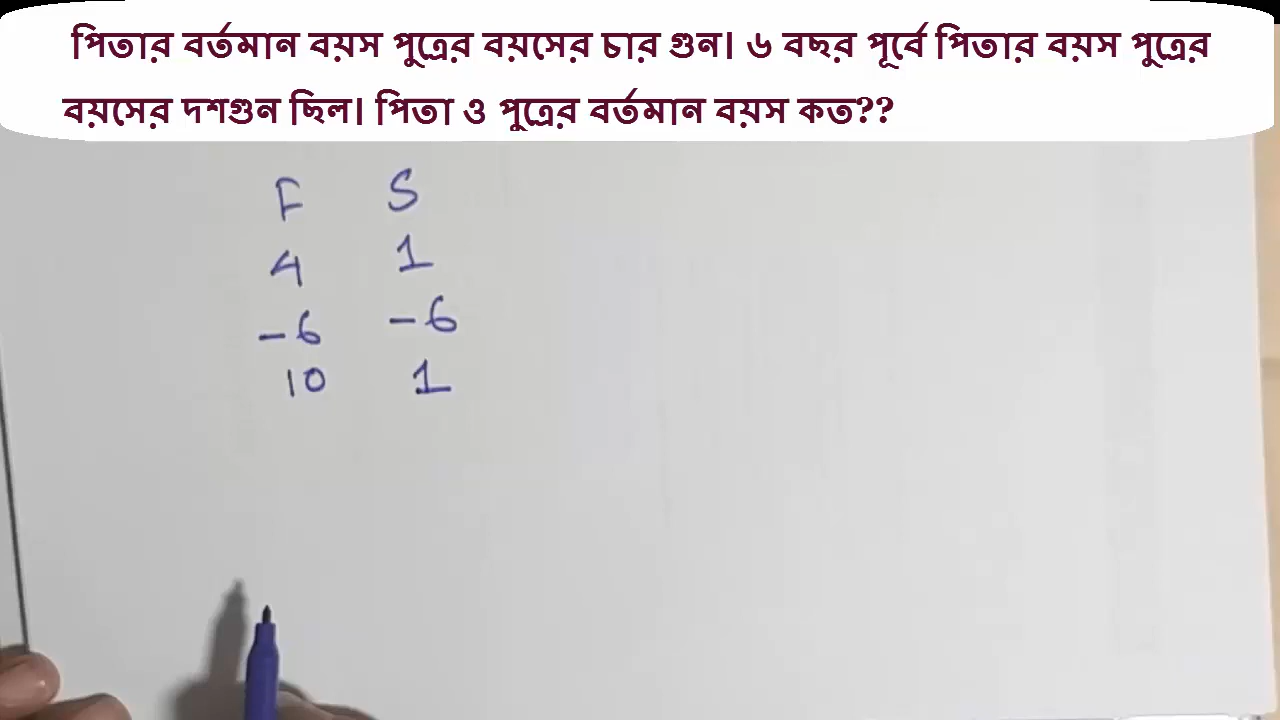 পিতার বর্তমান বয়স পুত্রের বয়সের চার গুন। ৬ বছর পূর্বে পিতার বয়স পুত্রের
বয়সের দশগুন ছিল। পিতা ও পুত্রের বর্তমান বয়স কত??
F S
4 1
-6 -6
10 1